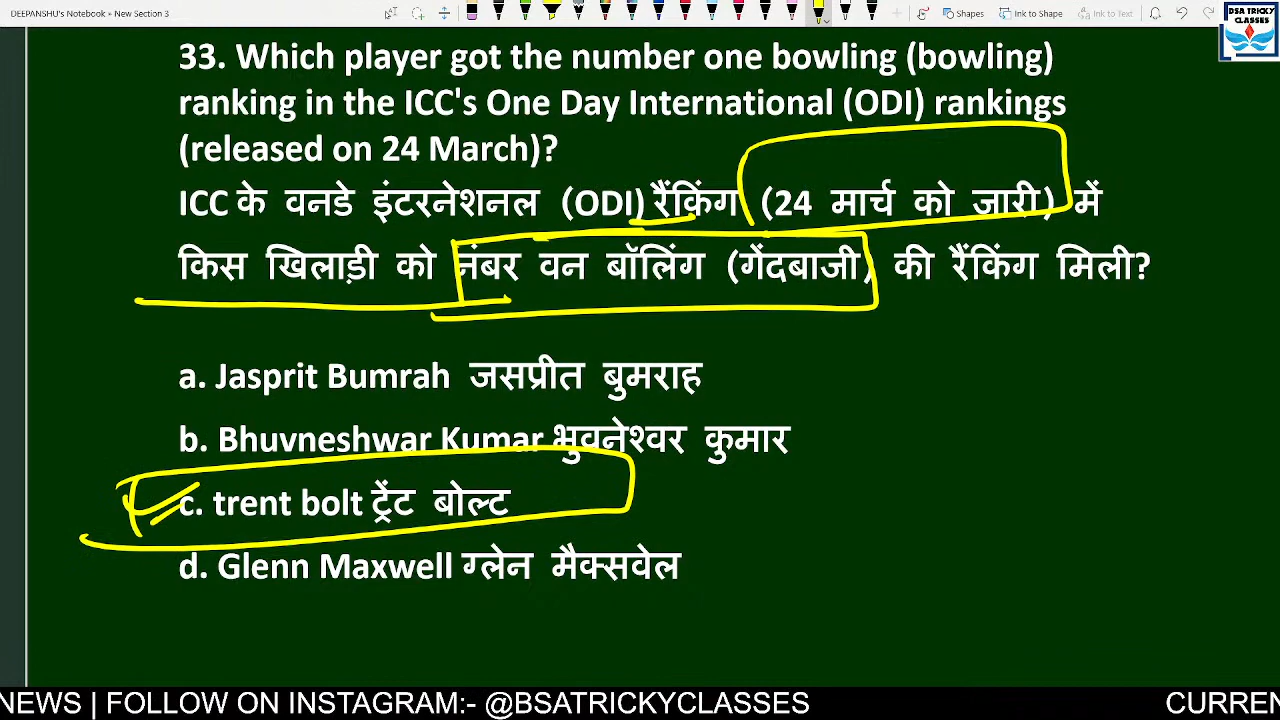 DEEPANSHU's Notebook » New Section 3
Shapes Ink to Shape Ink to Text
DSA TRICKY
CLASSES
33. Which player got the number one bowling (bowling)
ranking in the ICC's One Day International (ODI) rankings
(released on 24 March)?
ICC के वनडे इंटरनेशनल (ODI) रैंकिंग (24 मार्च को जारी) में
किस खिलाड़ी को नंबर वन बॉलिंग (गेंदबाजी) की रैंकिंग मिली?
a. Jasprit Bumrah जसप्रीत बुमराह
b. Bhuvneshwar Kumar भुवनेश्वर कुमार
c. trent bolt ट्रेंट बोल्ट
d. Glenn Maxwell ग्लेन मैक्सवेल
NEWS | FOLLOW ON INSTAGRAM:- @BSATRICKYCLASSES CURREN